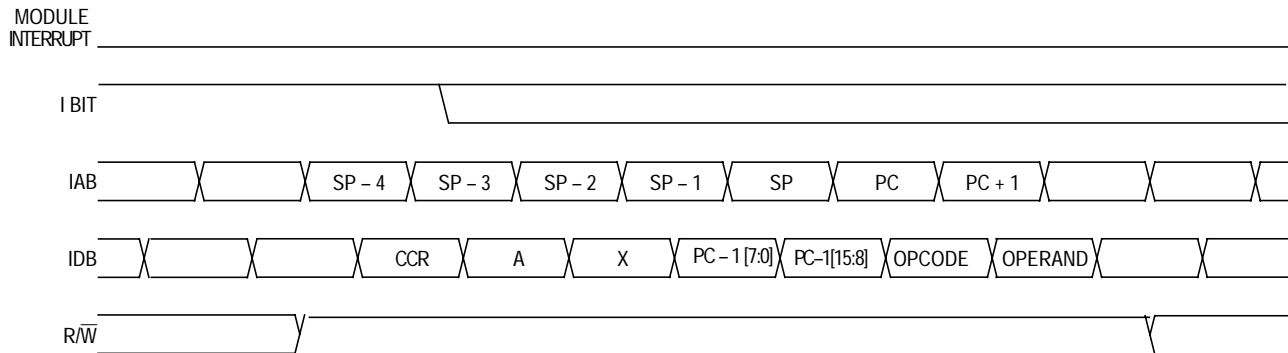 MODULE
INTERRUPT
I BIT
IAB SP – 4 SP – 3 SP – 2 SP – 1 SP PC PC + 1
IDB CCR A X PC – 1 [7:0] PC–1[15:8] OPCODE OPERAND
R/W̅